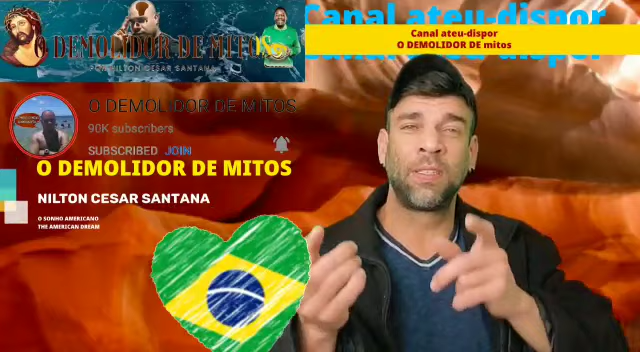 Canal ateu-dispor
Canal ateu-dispor
O DEMOLIDOR DE mitos
O DEMOLIDOR DE MITOS
POR NILTON CESAR SANTANA
O DEMOLIDOR DE MITOS
90K subscribers
SUBSCRIBED JOIN
O DEMOLIDOR DE MITOS
NILTON CESAR SANTANA
O SONHO AMERICANO
THE AMERICAN DREAM